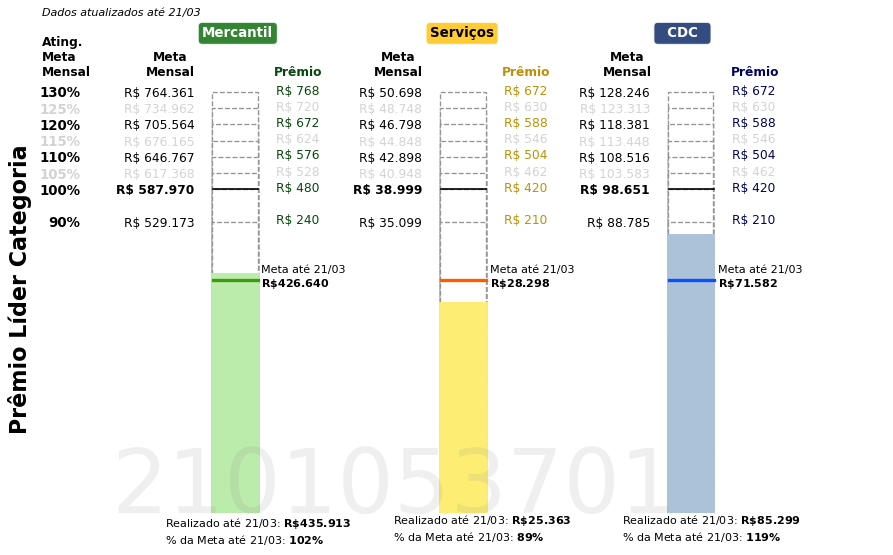 Dados atualizados até 21/03
Mercantil Serviços CDC
Ating.
Meta Meta Meta Meta
Mensal Mensal Prêmio Mensal Prêmio Mensal Prêmio
130% R$ 764.361 R$ 768 R$ 50.698 R$ 672 R$ 128.246 R$ 672
125% R$ 734.962 R$ 720 R$ 48.748 R$ 630 R$ 123.313 R$ 630
120% R$ 705.564 R$ 672 R$ 46.798 R$ 588 R$ 118.381 R$ 588
115% R$ 676.165 R$ 624 R$ 44.848 R$ 546 R$ 113.448 R$ 546
110% R$ 646.767 R$ 576 R$ 42.898 R$ 504 R$ 108.516 R$ 504
105% R$ 617.368 R$ 528 R$ 40.948 R$ 462 R$ 103.583 R$ 462
100% R$ 587.970 R$ 480 R$ 38.999 R$ 420 R$ 98.651 R$ 420
90% R$ 529.173 R$ 240 R$ 35.099 R$ 210 R$ 88.785 R$ 210
Meta até 21/03 Meta até 21/03 Meta até 21/03
R$426.640 R$28.298 R$71.582
Prêmio Líder Categoria
2101053701
Realizado até 21/03: R$435.913 Realizado até 21/03: R$25.363 Realizado até 21/03: R$85.299
% da Meta até 21/03: 102% % da Meta até 21/03: 89% % da Meta até 21/03: 119%